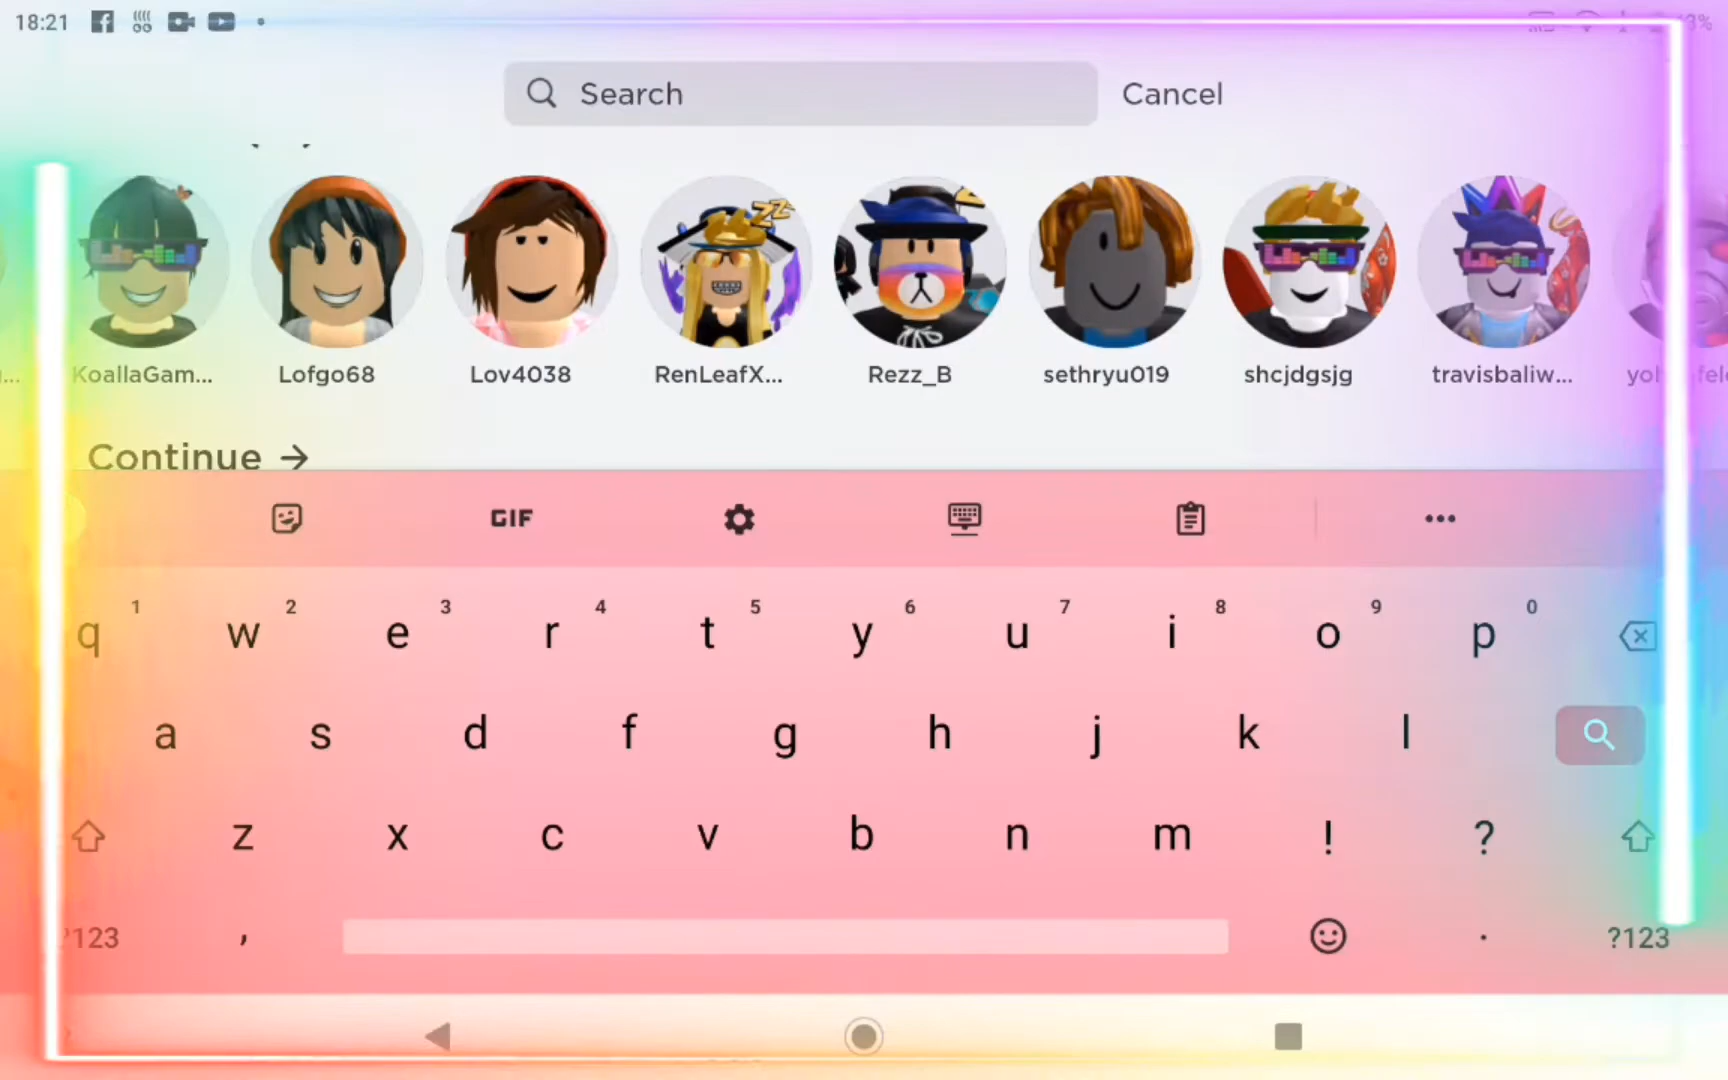 18:21
Search Cancel
KoallaGam... Lofgo68 Lov4038 RenLeafX... Rezz_B sethryu019 shcjdgsjg travisbaliw...
Continue →
GIF
1 2 3 4 5 6 7 8 9 0
q w e r t y u i o p
a s d f g h j k l
z x c v b n m ! ?
?123 , . ?123